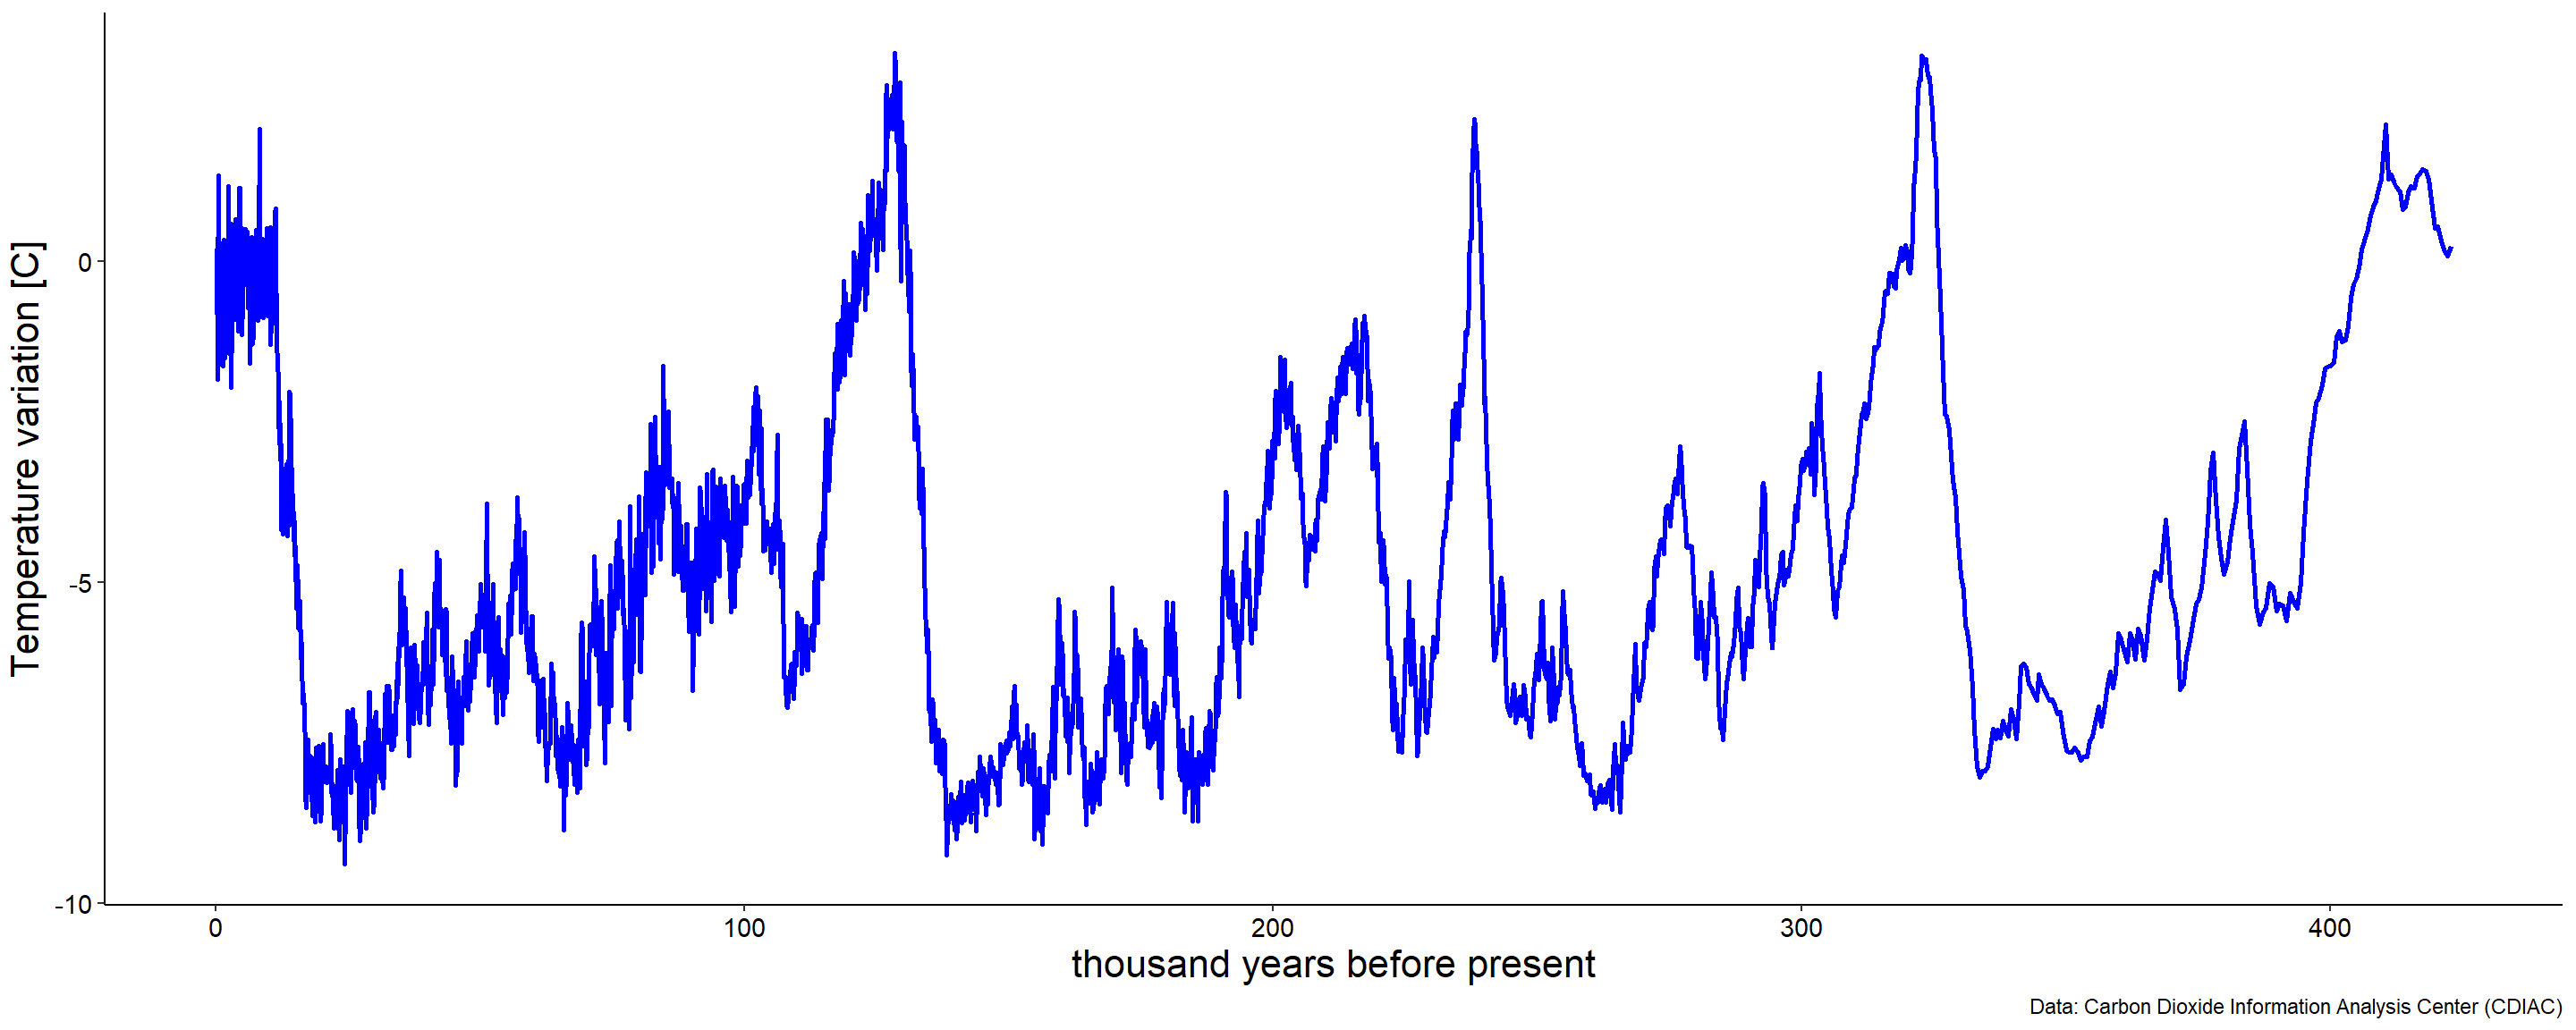 Temperature variation [C]
0
-5
-10
0 100 200 300 400
thousand years before present
Data: Carbon Dioxide Information Analysis Center (CDIAC)